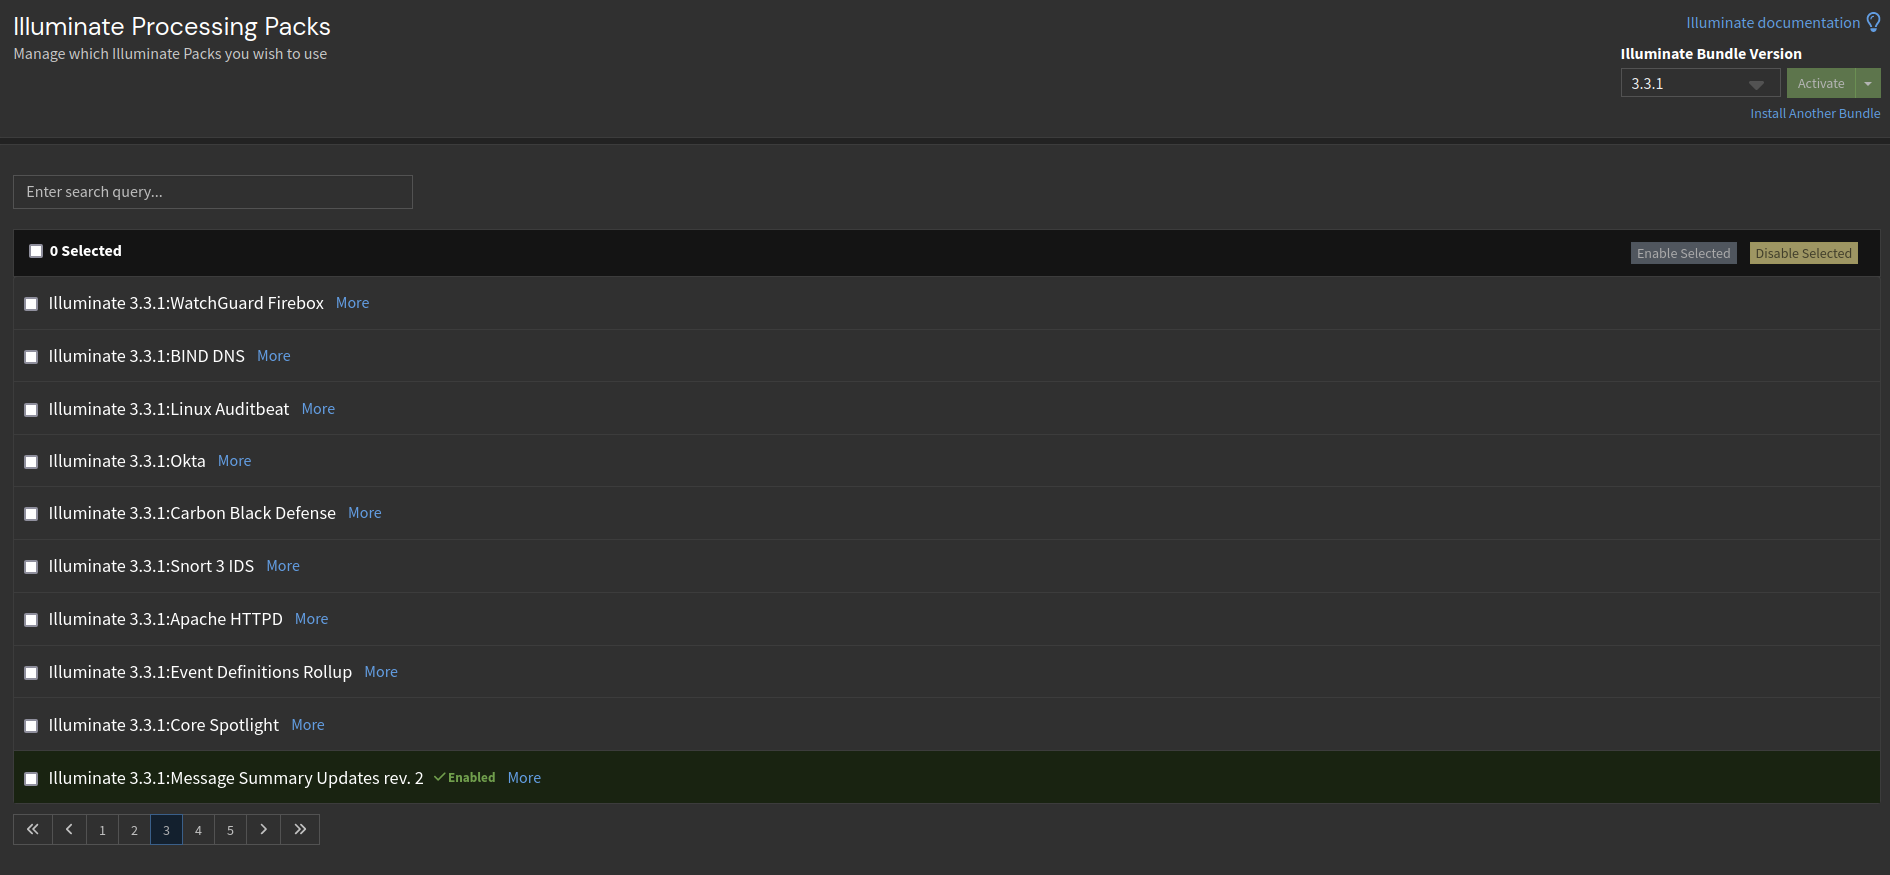 Illuminate Processing Packs
Manage which Illuminate Packs you wish to use
Illuminate documentation
Illuminate Bundle Version
3.3.1 Activate
Install Another Bundle
Enter search query...
0 Selected Enable Selected Disable Selected
Illuminate 3.3.1:WatchGuard Firebox More
Illuminate 3.3.1:BIND DNS More
Illuminate 3.3.1:Linux Auditbeat More
Illuminate 3.3.1:Okta More
Illuminate 3.3.1:Carbon Black Defense More
Illuminate 3.3.1:Snort 3 IDS More
Illuminate 3.3.1:Apache HTTPD More
Illuminate 3.3.1:Event Definitions Rollup More
Illuminate 3.3.1:Core Spotlight More
Illuminate 3.3.1:Message Summary Updates rev. 2 ✓ Enabled More
« ‹ 1 2 3 4 5 › »